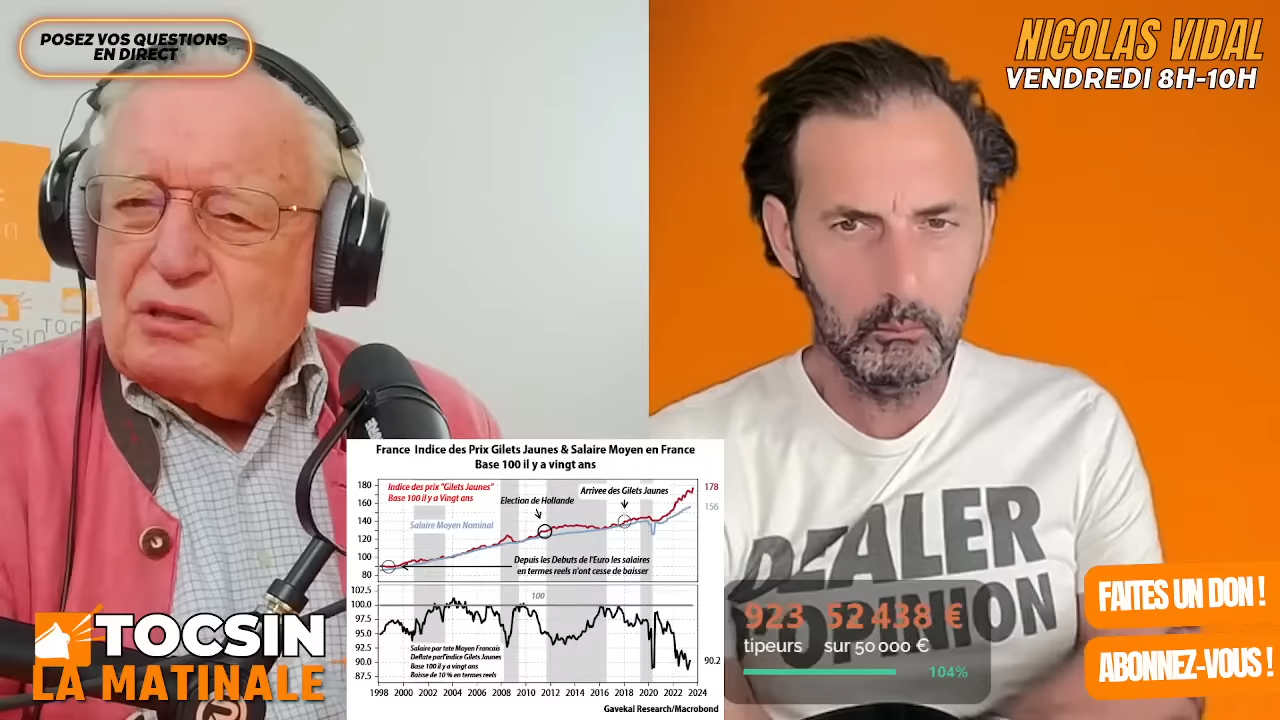 POSEZ VOS QUESTIONS
EN DIRECT
NICOLAS VIDAL
VENDREDI 8H-10H
TOC
France Indice des Prix Gilets Jaunes & Salaire Moyen en France
Base 100 il y a vingt ans
Indice des prix "Gilets Jaunes"
Base 100 il y a Vingt ans
Election de Hollande
Arrivee des Gilets Jaunes
Salaire Moyen Nominal
178
156
180
160
140
120
100
80
Depuis les Debuts de l'Euro les salaires
en termes reels n'ont cesse de baisser
102.5
100.0
97.5
95.0
92.5
90.0
87.5
100
90.2
Salaire par tete Moyen Francais
Deflate par l'indice Gilets Jaunes
Base 100 il y a vingt ans
Baisse de 10 % en termes reels
1998 2000 2002 2004 2006 2008 2010 2012 2014 2016 2018 2020 2022 2024
Gavekal Research/Macrobond
DEALER
D'OPINION
923 52 438 €
tipeurs sur 50 000 €
104%
FAITES UN DON !
ABONNEZ-VOUS !
TOCSIN
LA MATINALE